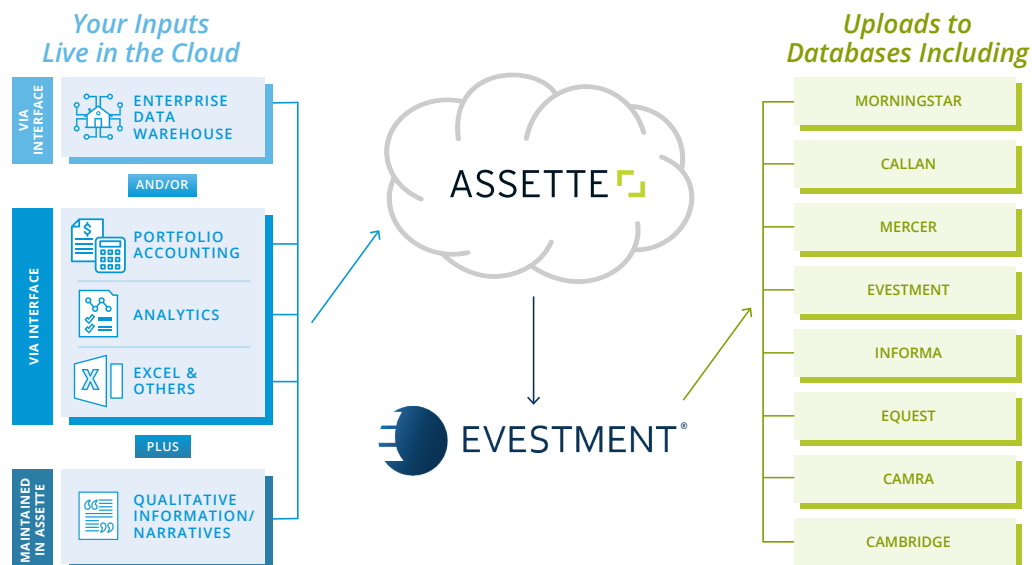 Your Inputs
Live in the Cloud
VIA
INTERFACE
ENTERPRISE
DATA
WAREHOUSE
AND/OR
VIA INTERFACE
$
PORTFOLIO
ACCOUNTING
ANALYTICS
X
EXCEL &
OTHERS
PLUS
MAINTAINED
IN ASSETTE
QUALITATIVE
INFORMATION/
NARRATIVES
ASSETTE
EVESTMENT®
Uploads to
Databases Including
MORNINGSTAR
CALLAN
MERCER
EVESTMENT
INFORMA
EQUEST
CAMRA
CAMBRIDGE